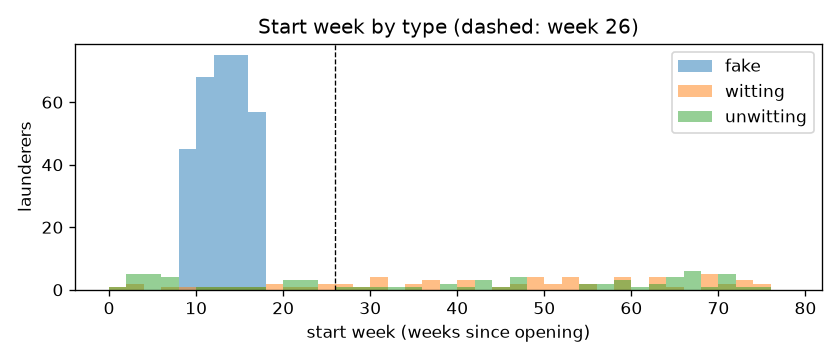 Start week by type (dashed: week 26)
fake
witting
unwitting
launderers
60
40
20
0
0 10 20 30 40 50 60 70 80
start week (weeks since opening)